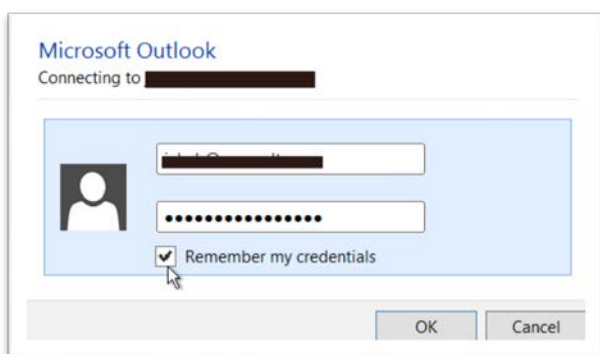 Microsoft Outlook
Connecting to
••••••••••••••••
Remember my credentials
OK
Cancel